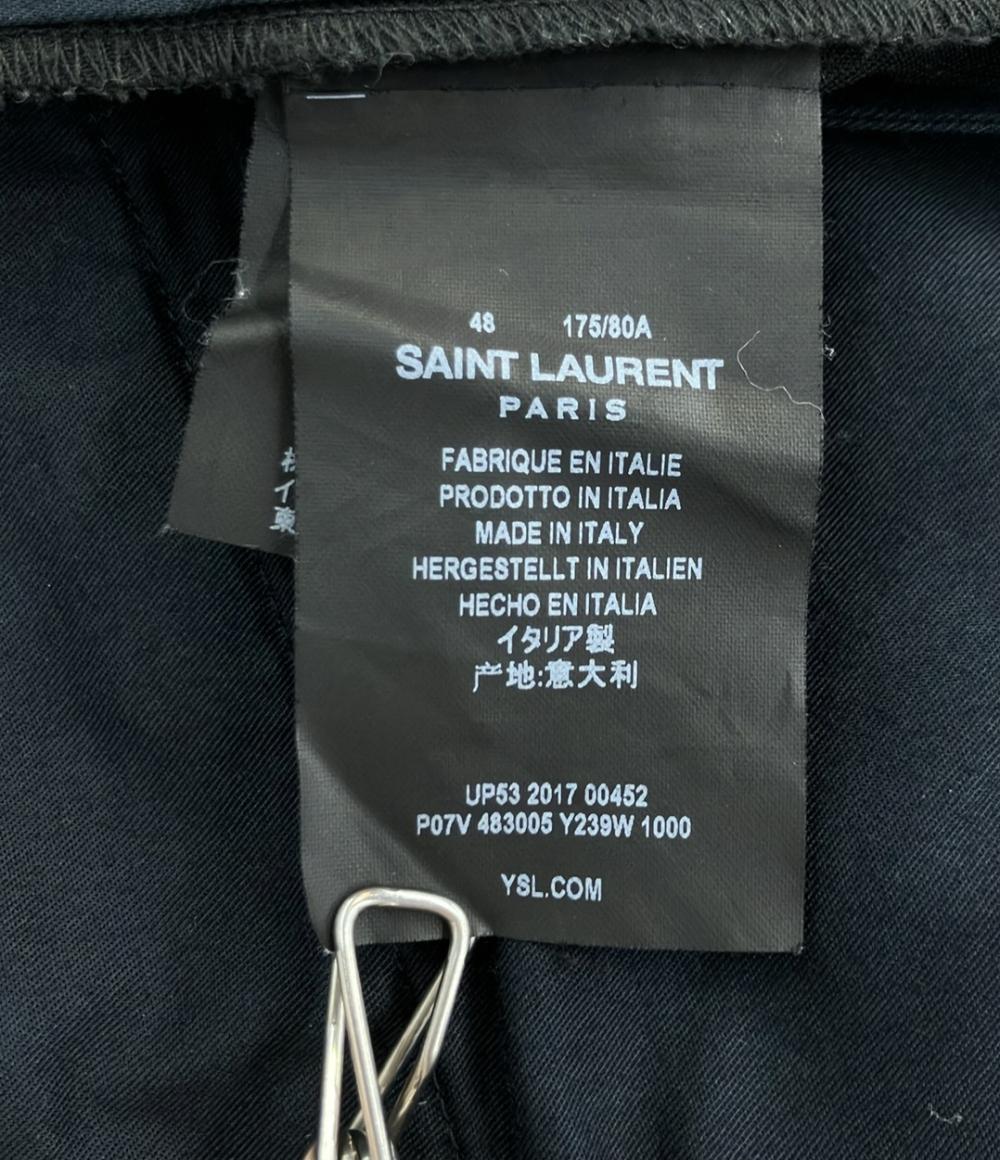 48 175/80A
SAINT LAURENT
PARIS
FABRIQUE EN ITALIE
PRODOTTO IN ITALIA
MADE IN ITALY
HERGESTELLT IN ITALIEN
HECHO EN ITALIA
イタリア製
产地:意大利
UP53 2017 00452
P07V 483005 Y239W 1000
YSL.COM